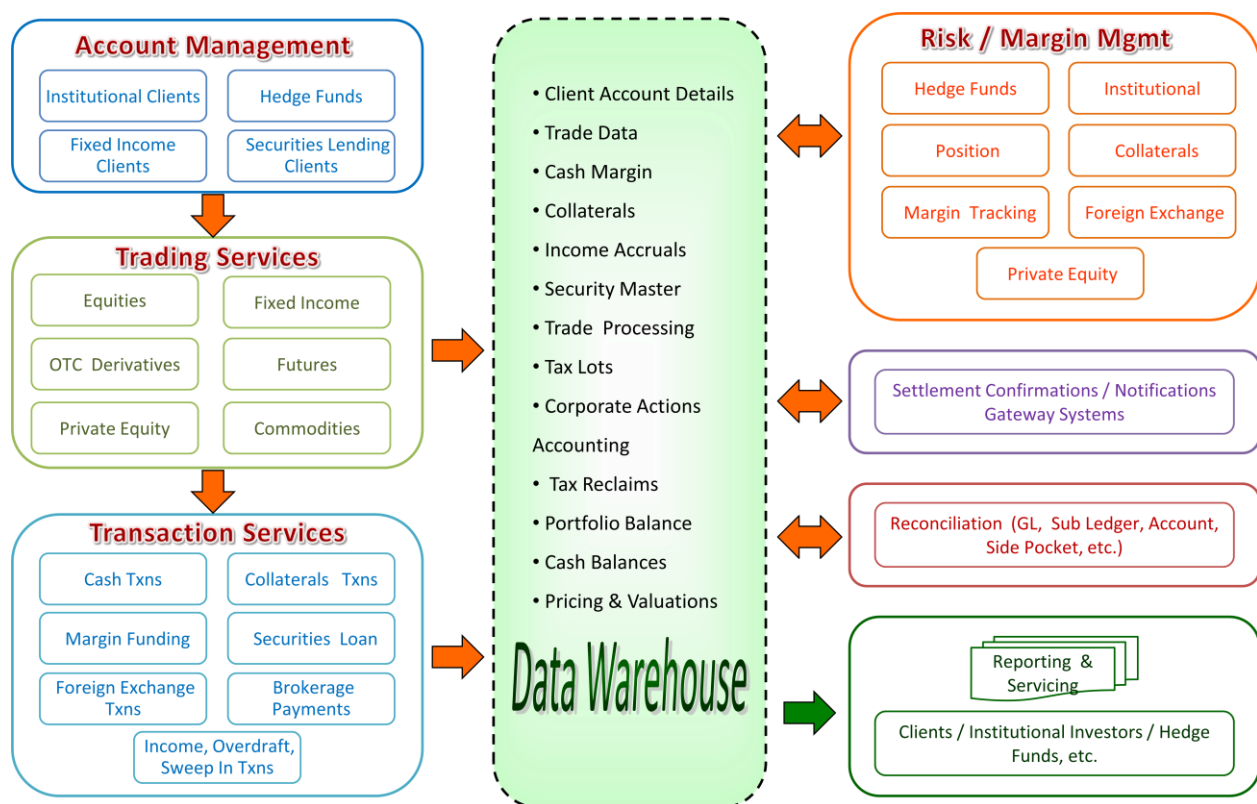 Account Management
Institutional Clients
Hedge Funds
Fixed Income
Clients
Securities Lending
Clients
Trading Services
Equities
Fixed Income
OTC Derivatives
Futures
Private Equity
Commodities
Transaction Services
Cash Txns
Collaterals Txns
Margin Funding
Securities Loan
Foreign Exchange
Txns
Brokerage
Payments
Income, Overdraft,
Sweep In Txns
• Client Account Details
• Trade Data
• Cash Margin
• Collaterals
• Income Accruals
• Security Master
• Trade Processing
• Tax Lots
• Corporate Actions
Accounting
• Tax Reclaims
• Portfolio Balance
• Cash Balances
• Pricing & Valuations
Data Warehouse
Risk / Margin Mgmt
Hedge Funds
Institutional
Position
Collaterals
Margin Tracking
Foreign Exchange
Private Equity
Settlement Confirmations / Notifications
Gateway Systems
Reconciliation (GL, Sub Ledger, Account,
Side Pocket, etc.)
Reporting &
Servicing
Clients / Institutional Investors / Hedge
Funds, etc.